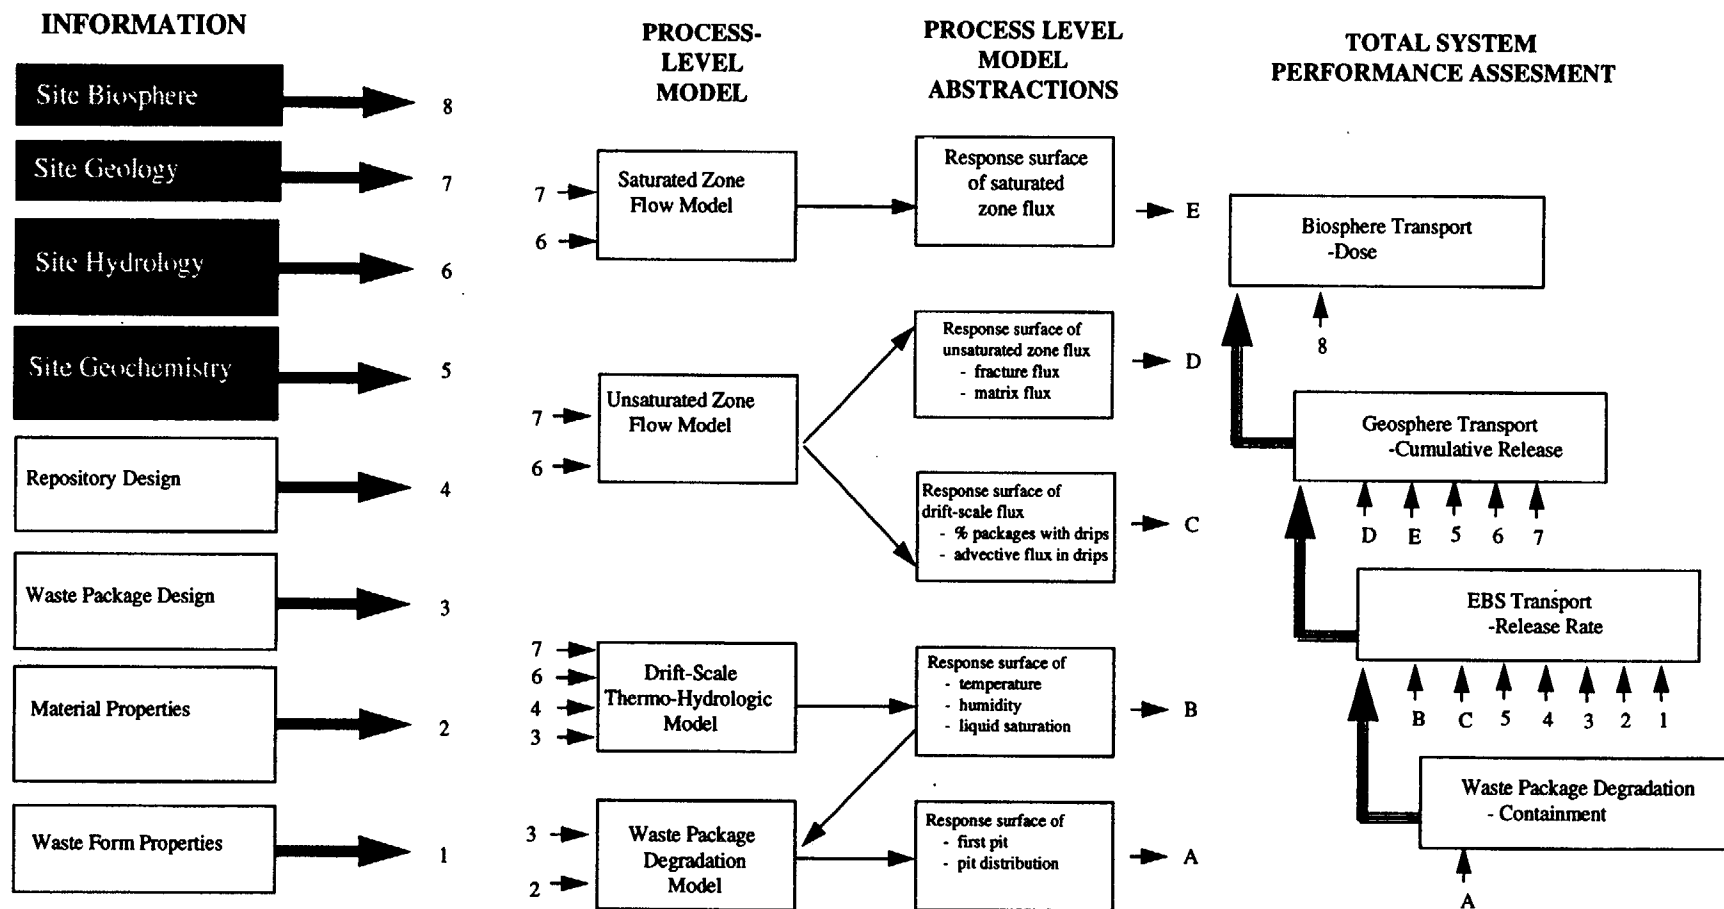 INFORMATION
Site Biosphere
8
Site Geology
7
Site Hydrology
6
Site Geochemistry
5
Repository Design
4
Waste Package Design
3
Material Properties
2
Waste Form Properties
1
PROCESS-
LEVEL
MODEL
7
6
Saturated Zone
Flow Model
7
6
Unsaturated Zone
Flow Model
7
6
4
3
Drift-Scale
Thermo-Hydrologic
Model
3
2
Waste Package
Degradation
Model
PROCESS LEVEL
MODEL
ABSTRACTIONS
Response surface
of saturated
zone flux
E
Response surface of
unsaturated zone flux
- fracture flux
- matrix flux
D
Response surface of
drift-scale flux
- % packages with drips
- advective flux in drips
C
Response surface of
- temperature
- humidity
- liquid saturation
B
Response surface of
- first pit
- pit distribution
A
TOTAL SYSTEM
PERFORMANCE ASSESMENT
Biosphere Transport
-Dose
8
Geosphere Transport
-Cumulative Release
D E 5 6 7
EBS Transport
-Release Rate
B C 5 4 3 2 1
Waste Package Degradation
- Containment
A